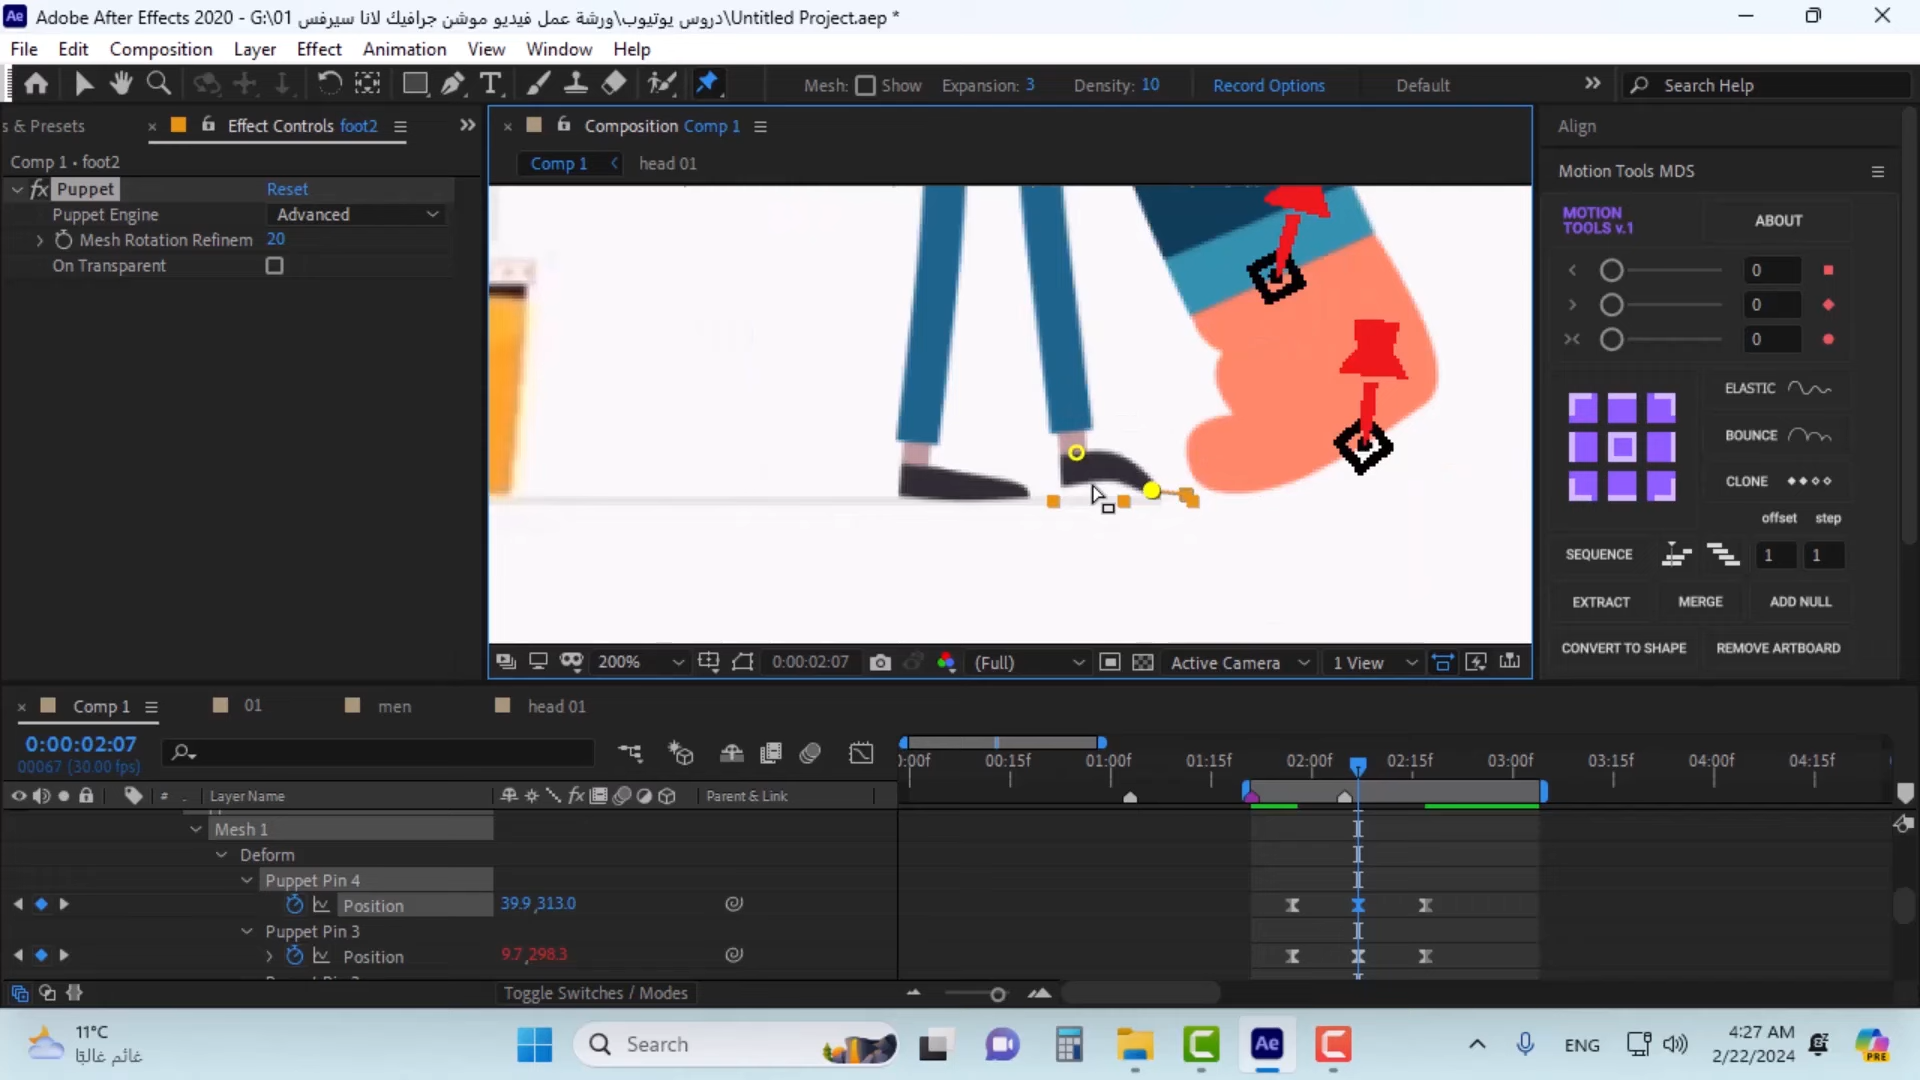 Adobe After Effects 2020 - G:\01 دروس يوتيوب\ورشة عمل فيديو موشن جرافيك لانا سيرفس\Untitled Project.aep *
File Edit Composition Layer Effect Animation View Window Help
Mesh: Show Expansion: 3 Density: 10 Record Options Default Search Help
s & Presets Effect Controls foot2 Composition Comp 1 Align
Comp 1 • foot2 Comp 1 head 01 Motion Tools MDS
fx Puppet Reset
Puppet Engine Advanced
Mesh Rotation Refinem 20
On Transparent
MOTION TOOLS v.1 ABOUT
0
0
0
ELASTIC
BOUNCE
CLONE
offset step
SEQUENCE 1 1
EXTRACT MERGE ADD NULL
CONVERT TO SHAPE REMOVE ARTBOARD
200% 0:00:02:07 (Full) Active Camera 1 View
Comp 1 01 men head 01
0:00:02:07
00067 (30.00 fps)
0:00f 00:15f 01:00f 01:15f 02:00f 02:15f 03:00f 03:15f 04:00f 04:15f
# . Layer Name fx Parent & Link
Mesh 1
Deform
Puppet Pin 4
Position 39.9,313.0
Puppet Pin 3
Position 9.7,298.3
Toggle Switches / Modes
11°C
غائم غالبًا
Search
Ae
ENG
4:27 AM
2/22/2024
PRE